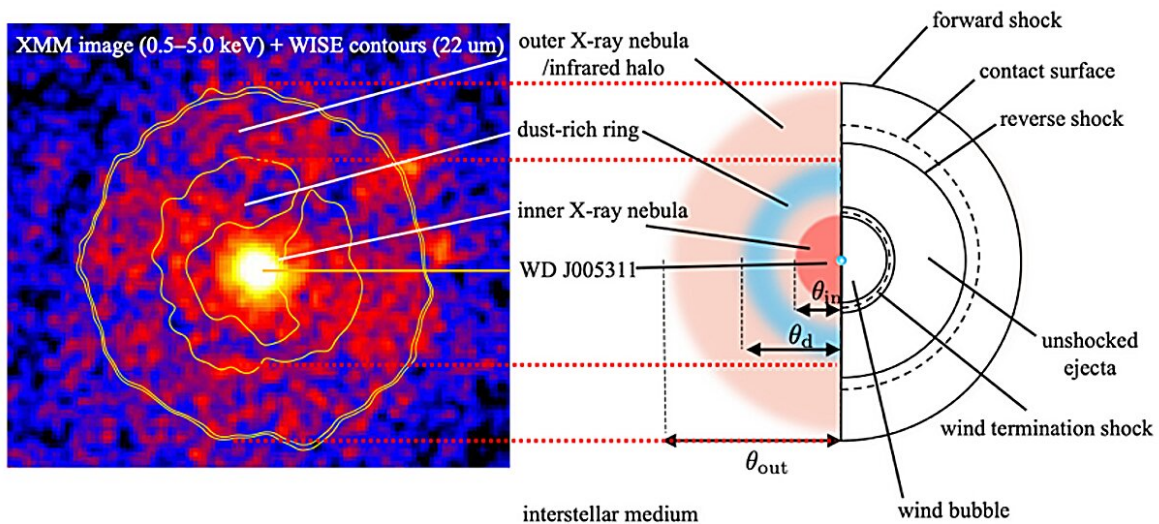 XMM image (0.5–5.0 keV) + WISE contours (22 um)
outer X-ray nebula
/infrared halo
dust-rich ring
inner X-ray nebula
WD J005311
θin
θd
θout
interstellar medium
forward shock
contact surface
reverse shock
unshocked
ejecta
wind termination shock
wind bubble